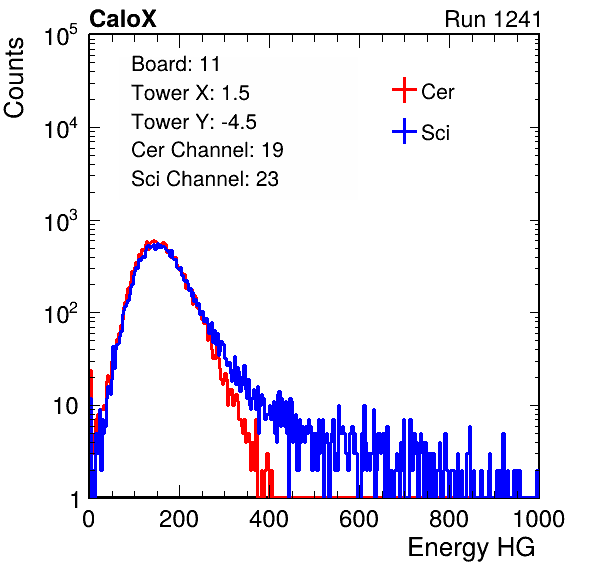 CaloX Run 1241
Counts
10^5
10^4
10^3
10^2
10
1
Board: 11
Tower X: 1.5
Tower Y: -4.5
Cer Channel: 19
Sci Channel: 23
Cer
Sci
0 200 400 600 800 1000
Energy HG